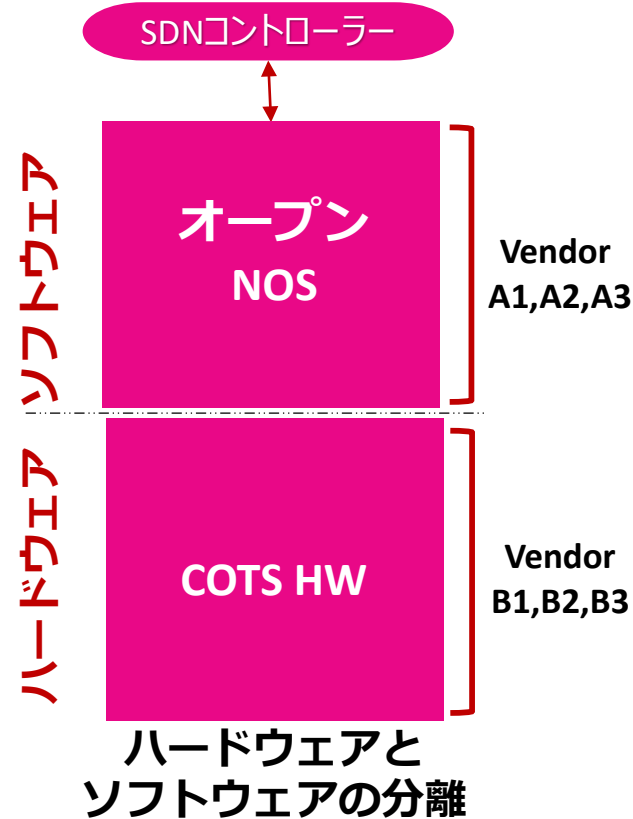 SDNコントローラー
ソフトウェア
オープン
NOS
Vendor
A1,A2,A3
ハードウェア
COTS HW
Vendor
B1,B2,B3
ハードウェアと
ソフトウェアの分離